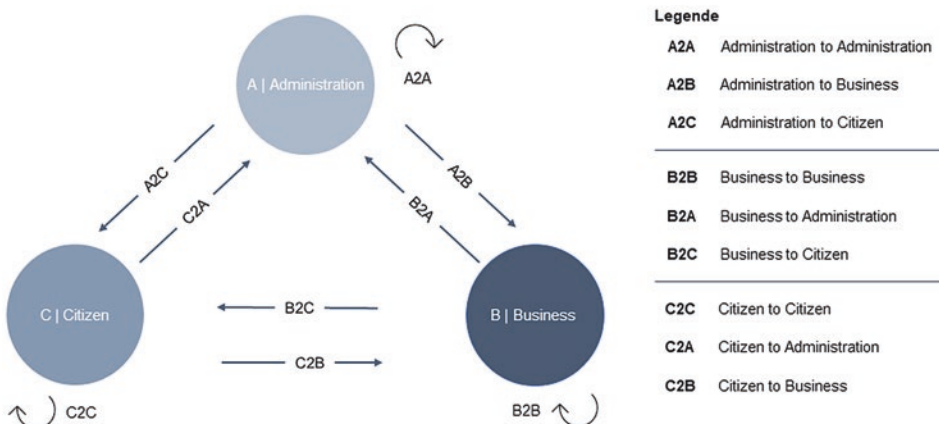 A | Administration
A2A
A2C
C2A
A2B
B2A
C | Citizen
B2C
C2B
B | Business
C2C
B2B
Legende
A2A Administration to Administration
A2B Administration to Business
A2C Administration to Citizen
B2B Business to Business
B2A Business to Administration
B2C Business to Citizen
C2C Citizen to Citizen
C2A Citizen to Administration
C2B Citizen to Business